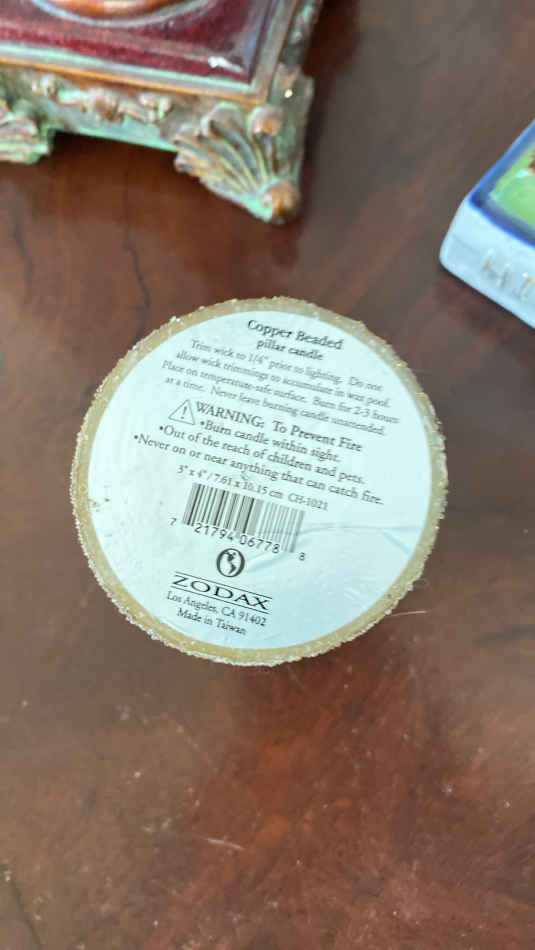 Copper Beaded
pillar candle
Trim wick to 1/4" prior to lighting. Do not
allow wick trimmings to accumulate in wax pool.
Place on temperature-safe surface. Burn for 2-3 hours
at a time. Never leave burning candle unattended.
WARNING: To Prevent Fire
•Burn candle within sight.
•Out of the reach of children and pets.
•Never on or near anything that can catch fire.
3" x 4" / 7.61 x 10.15 cm CH-1021
7 21794 06778 8
ZODAX
Los Angeles, CA 91402
Made in Taiwan